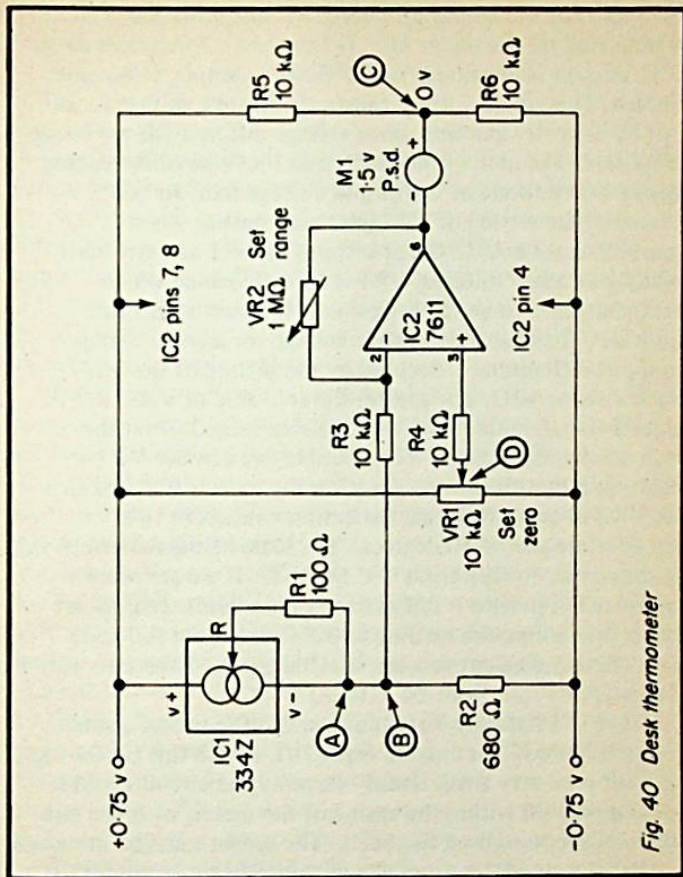 +0·75 v
IC2 pins 7, 8
R5
10 kΩ
IC1
334Z
v+
R
v−
R1
100 Ω
VR2 Set
1 MΩ range
A
B
R3
10 kΩ
2
−
IC2
7611
6
3
+
R4
10 kΩ
M1
1·5 v
P.s.d.
−
+
C
0 v
VR1
10 kΩ
D
Set
zero
R2
680 Ω
R6
10 kΩ
IC2 pin 4
−0·75 v
Fig. 40 Desk thermometer